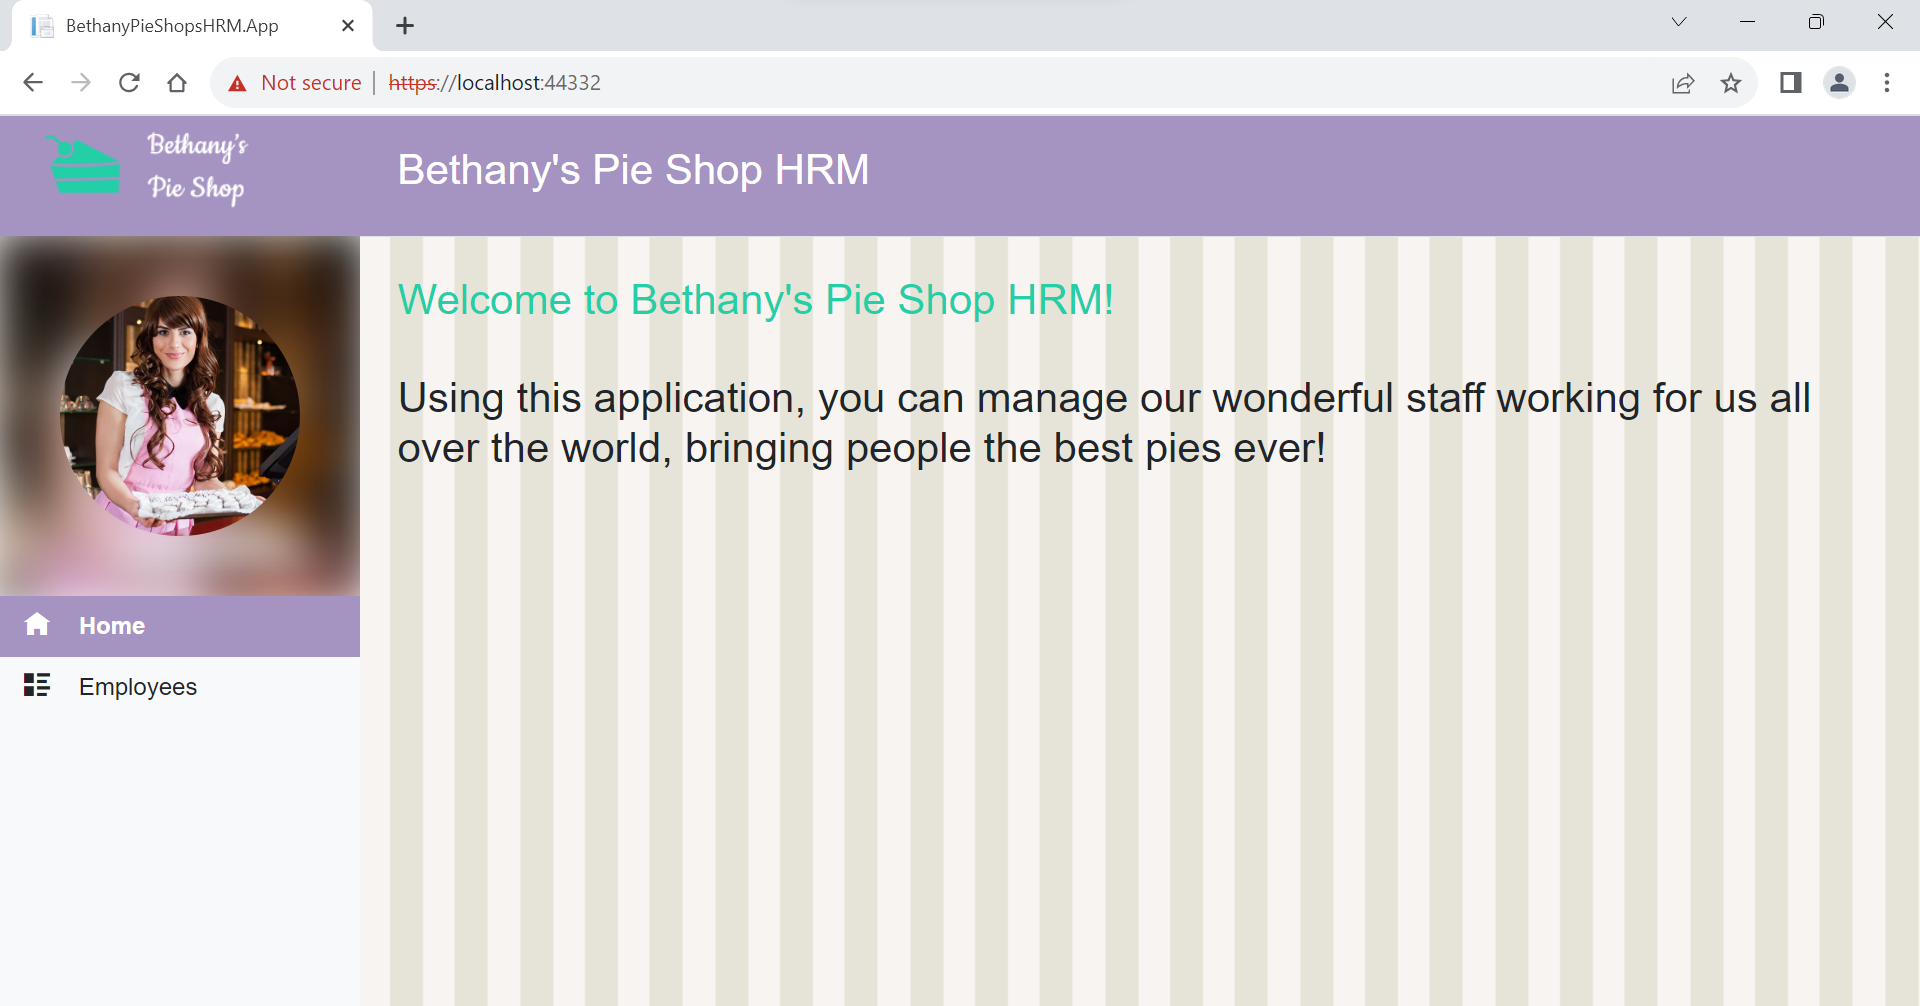 BethanyPieShopsHRM.App
Not secure
https://localhost:44332
Bethany's
Pie Shop
Bethany's Pie Shop HRM
Home
Employees
Welcome to Bethany's Pie Shop HRM!
Using this application, you can manage our wonderful staff working for us all
over the world, bringing people the best pies ever!